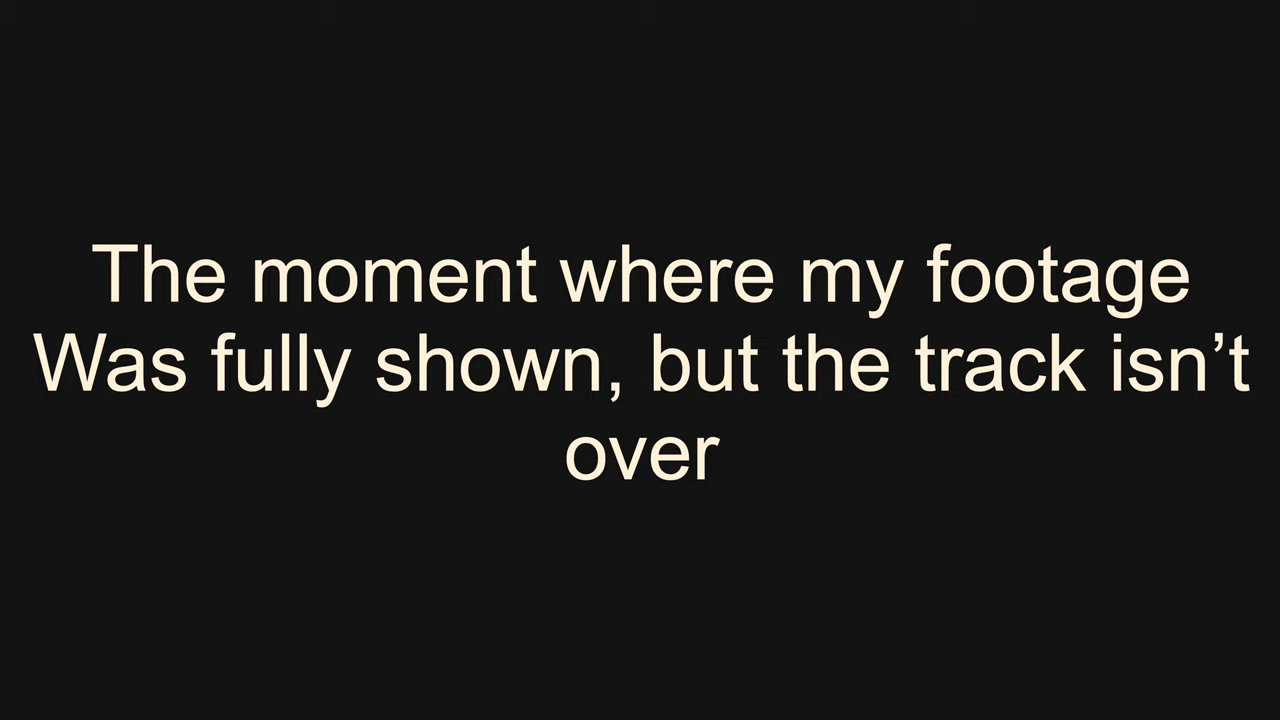 The moment where my footage
Was fully shown, but the track isn’t
over